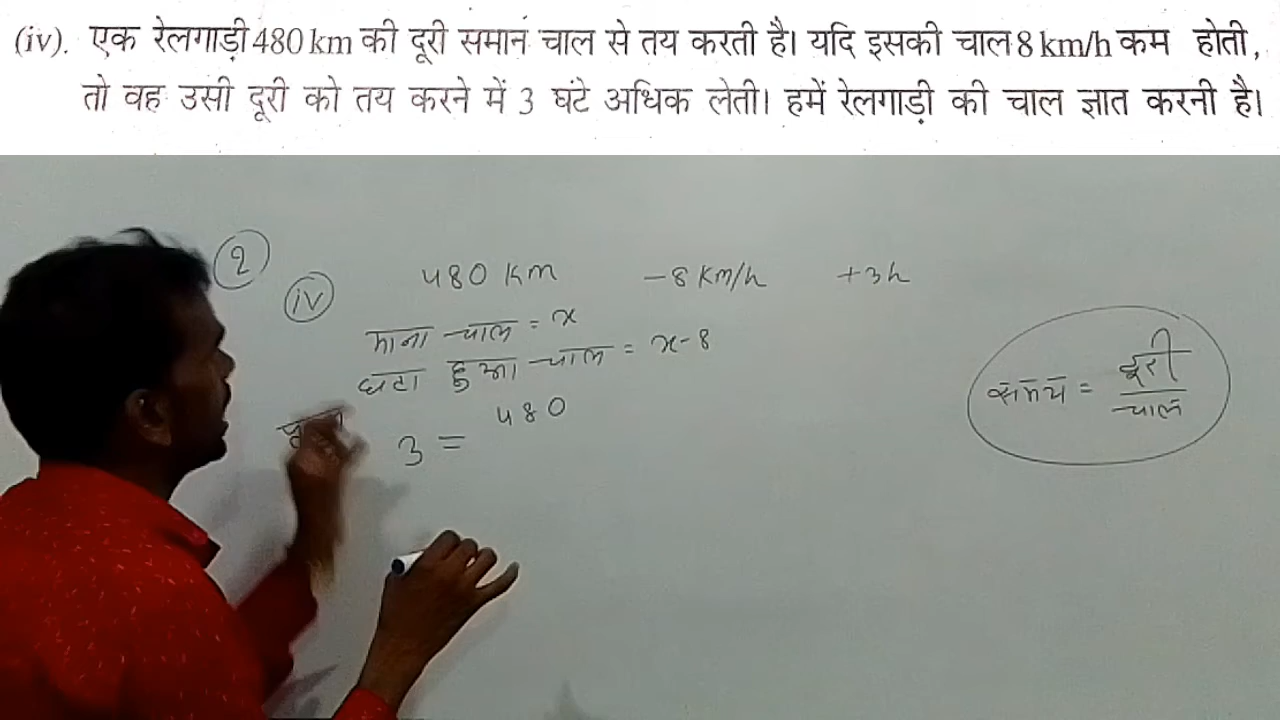 (iv). एक रेलगाड़ी 480 km की दूरी समान चाल से तय करती है। यदि इसकी चाल 8 km/h कम होती,
तो वह उसी दूरी को तय करने में 3 घंटे अधिक लेती। हमें रेलगाड़ी की चाल ज्ञात करनी है।
2
iv 480 Km -8 Km/h +3h
माना चाल = x
घटा हुआ चाल = x-8
समय = दूरी / चाल
3 = 480